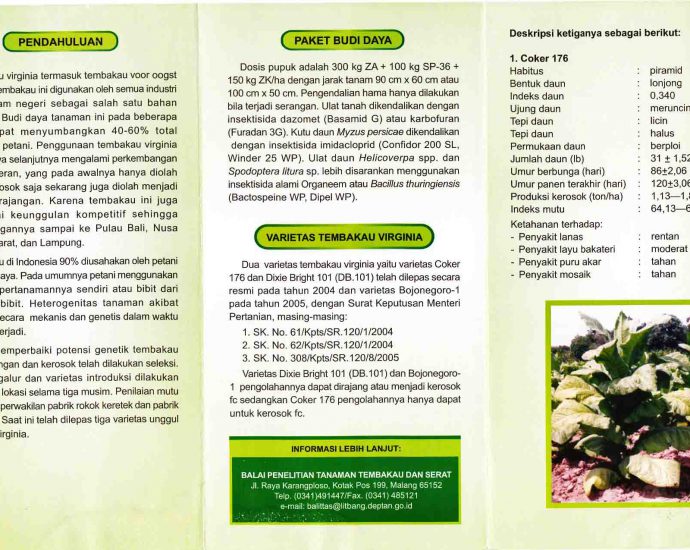 PENDAHULUAN
u virginia termasuk tembakau voor oogst
embakau ini digunakan oleh semua industri
am negeri sebagai salah satu bahan
Budi daya tanaman ini pada beberapa
pat menyumbangkan 40-60% total
petani. Penggunaan tembakau virginia
ya selanjutnya mengalami perkembangan
eran, yang pada awalnya hanya diolah
osok saja sekarang juga diolah menjadi
rajangan. Karena tembakau ini juga
ai keunggulan kompetitif sehingga
gannya sampai ke Pulau Bali, Nusa
arat, dan Lampung.
u di Indonesia 90% diusahakan oleh petani
aya. Pada umumnya petani menggunakan
pertanamannya sendiri atau bibit dari
bibit. Heterogenitas tanaman akibat
ecara mekanis dan genetis dalam waktu
erjadi.
emperbaiki potensi genetik tembakau
ngan dan kerosok telah dilakukan seleksi.
galur dan varietas introduksi dilakukan
lokasi selama tiga musim. Penilaian mutu
perwakilan pabrik rokok keretek dan pabrik
Saat ini telah dilepas tiga varietas unggul
irginia.
PAKET BUDI DAYA
Dosis pupuk adalah 300 kg ZA + 100 kg SP-36 +
150 kg ZK/ha dengan jarak tanam 90 cm x 60 cm atau
100 cm x 50 cm. Pengendalian hama hanya dilakukan
bila terjadi serangan. Ulat tanah dikendalikan dengan
insektisida dazomet (Basamid G) atau karbofuran
(Furadan 3G). Kutu daun Myzus persicae dikendalikan
dengan insektisida imidacloprid (Confidor 200 SL,
Winder 25 WP). Ulat daun Helicoverpa spp. dan
Spodoptera litura sp. lebih disarankan menggunakan
insektisida alami Organeem atau Bacillus thuringiensis
(Bactospeine WP, Dipel WP).
VARIETAS TEMBAKAU VIRGINIA
Dua varietas tembakau virginia yaitu varietas Coker
176 dan Dixie Bright 101 (DB.101) telah dilepas secara
resmi pada tahun 2004 dan varietas Bojonegoro-1
pada tahun 2005, dengan Surat Keputusan Menteri
Pertanian, masing-masing:
1. SK. No. 61/Kpts/SR.120/1/2004
2. SK. No. 62/Kpts/SR.120/1/2004
3. SK. No. 308/Kpts/SR.120/8/2005
Varietas Dixie Bright 101 (DB.101) dan Bojonegoro-
1 pengolahannya dapat dirajang atau menjadi kerosok
fc sedangkan Coker 176 pengolahannya hanya dapat
untuk kerosok fc.
INFORMASI LEBIH LANJUT:
BALAI PENELITIAN TANAMAN TEMBAKAU DAN SERAT
Jl. Raya Karangploso, Kotak Pos 199, Malang 65152
Telp. (0341)491447/Fax. (0341) 485121
e-mail: balittas@litbang.deptan.go.id
Deskripsi ketiganya sebagai berikut:
1. Coker 176
Habitus : piramid
Bentuk daun : lonjong
Indeks daun : 0,340
Ujung daun : meruncin
Tepi daun : licin
Tepi daun : halus
Permukaan daun : berploi
Jumlah daun (lb) : 31 ± 1,52
Umur berbunga (hari) : 86±2,06
Umur panen terakhir (hari) : 120±3,06
Produksi kerosok (ton/ha) : 1,13—1,8
Indeks mutu : 64,13—6
Ketahanan terhadap:
- Penyakit lanas : rentan
- Penyakit layu bakateri : moderat
- Penyakit puru akar : tahan
- Penyakit mosaik : tahan